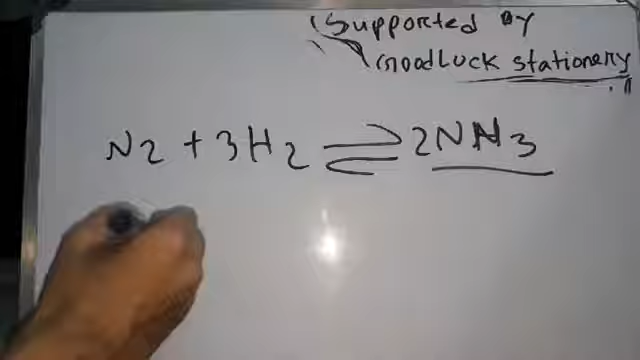 Supported by
Goodluck stationery
N2 + 3H2 ⇌ 2NH3